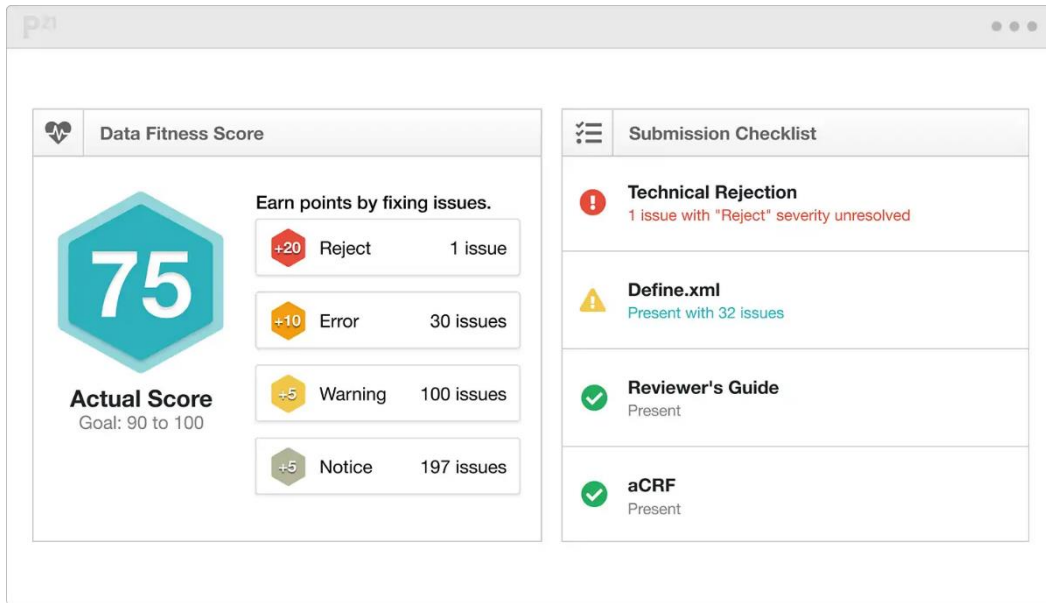 P21
Data Fitness Score
75
Actual Score
Goal: 90 to 100
Earn points by fixing issues.
+20 Reject 1 issue
+10 Error 30 issues
+5 Warning 100 issues
+5 Notice 197 issues
Submission Checklist
Technical Rejection
1 issue with "Reject" severity unresolved
Define.xml
Present with 32 issues
Reviewer's Guide
Present
aCRF
Present